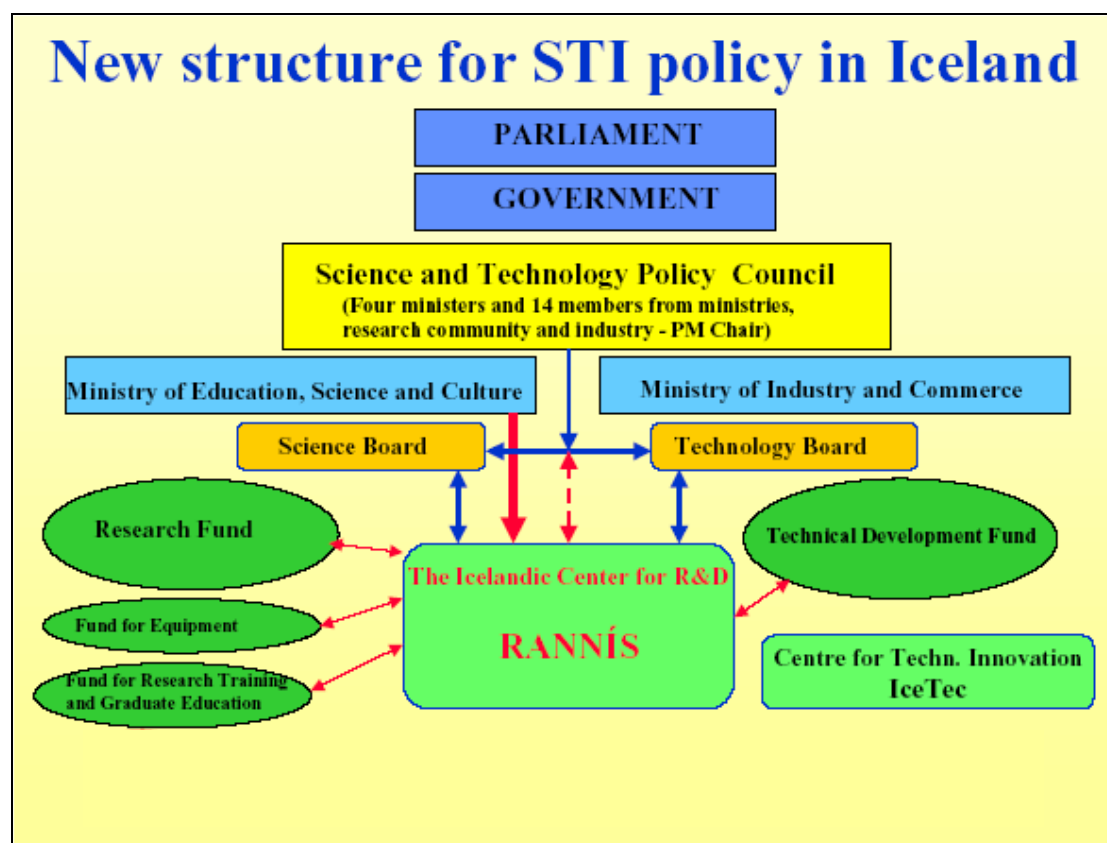 New structure for STI policy in Iceland
PARLIAMENT
GOVERNMENT
Science and Technology Policy Council
(Four ministers and 14 members from ministries,
research community and industry - PM Chair)
Ministry of Education, Science and Culture
Ministry of Industry and Commerce
Science Board
Technology Board
Research Fund
Technical Development Fund
The Icelandic Center for R&D
RANNÍS
Fund for Equipment
Fund for Research Training
and Graduate Education
Centre for Techn. Innovation
IceTec